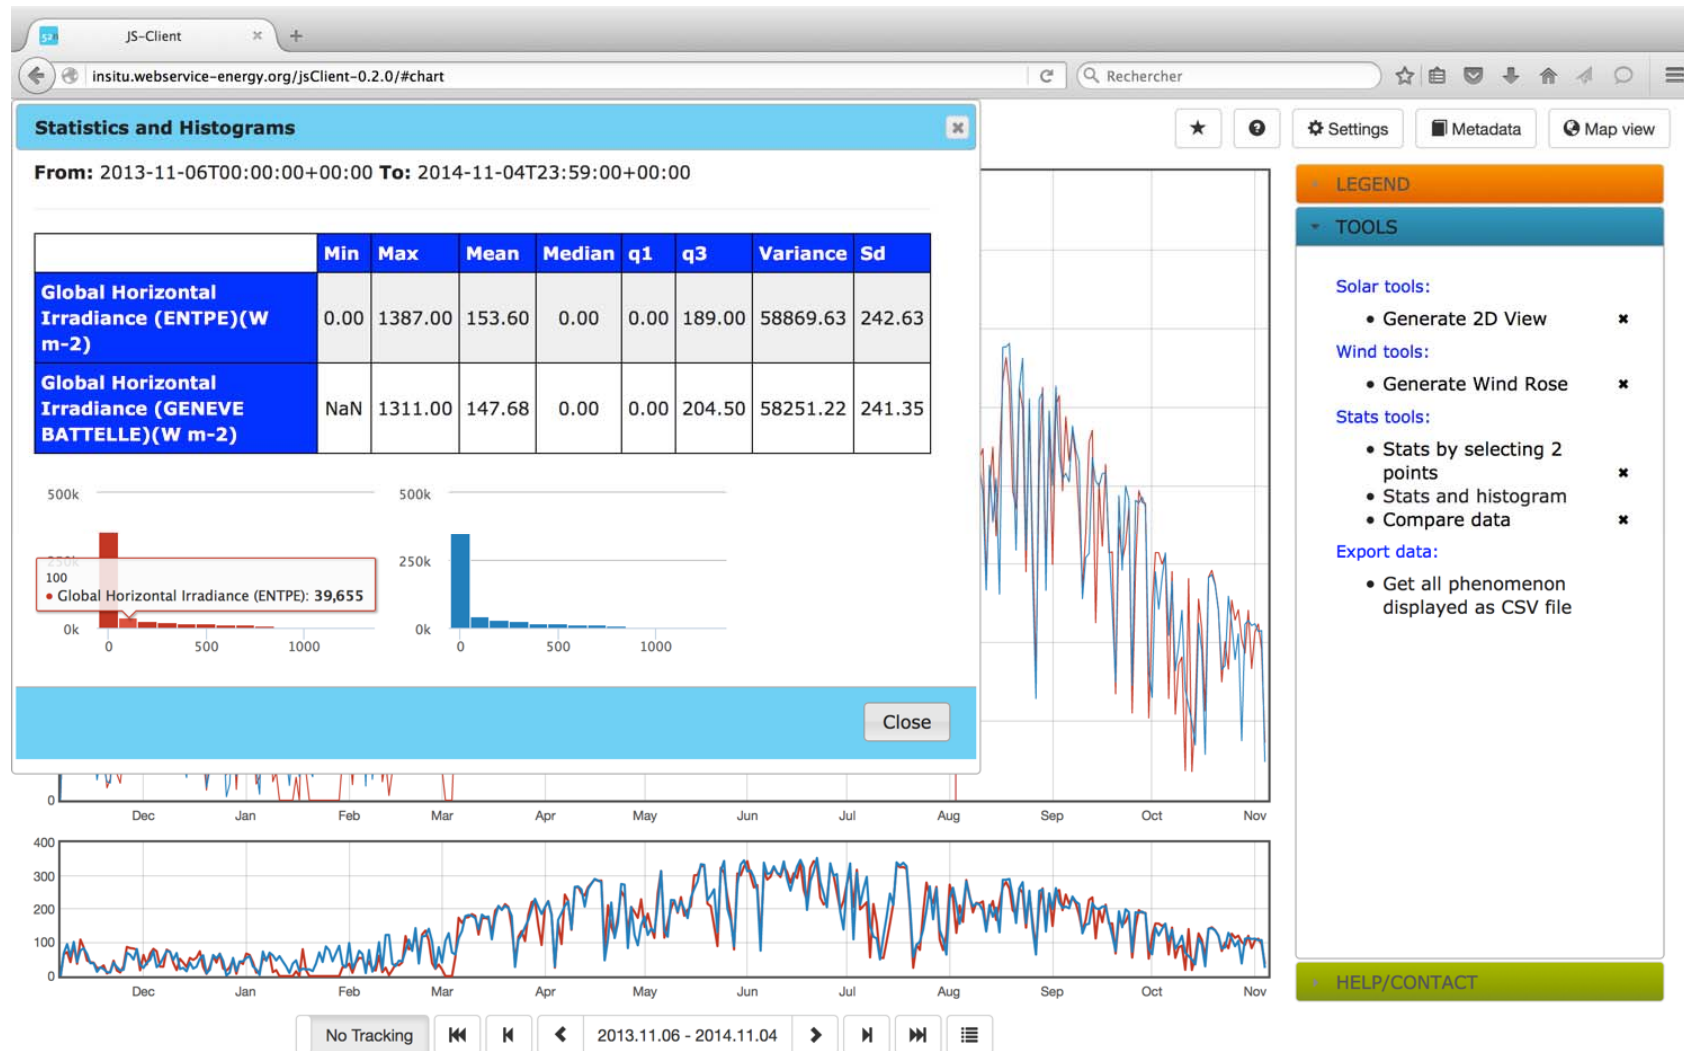 JS-Client
insitu.webservice-energy.org/jsClient-0.2.0/#chart
Rechercher
Statistics and Histograms
From: 2013-11-06T00:00:00+00:00 To: 2014-11-04T23:59:00+00:00
Min Max Mean Median q1 q3 Variance Sd
Global Horizontal
Irradiance (ENTPE)(W
m-2)
0.00 1387.00 153.60 0.00 0.00 189.00 58869.63 242.63
Global Horizontal
Irradiance (GENEVE
BATTELLE)(W m-2)
NaN 1311.00 147.68 0.00 0.00 204.50 58251.22 241.35
500k
250k
100
Global Horizontal Irradiance (ENTPE): 39,655
0k
0 500 1000
500k
250k
0k
0 500 1000
Close
Settings
Metadata
Map view
LEGEND
TOOLS
Solar tools:
• Generate 2D View
Wind tools:
• Generate Wind Rose
Stats tools:
• Stats by selecting 2
points
• Stats and histogram
• Compare data
Export data:
• Get all phenomenon
displayed as CSV file
HELP/CONTACT
0
Dec Jan Feb Mar Apr May Jun Jul Aug Sep Oct Nov
400
300
200
100
0
Dec Jan Feb Mar Apr May Jun Jul Aug Sep Oct Nov
No Tracking
2013.11.06 - 2014.11.04